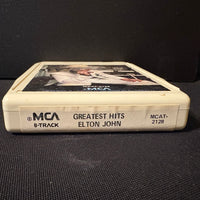 MCA GREATEST HITS MCAT-
8-TRACK ELTON JOHN 2128